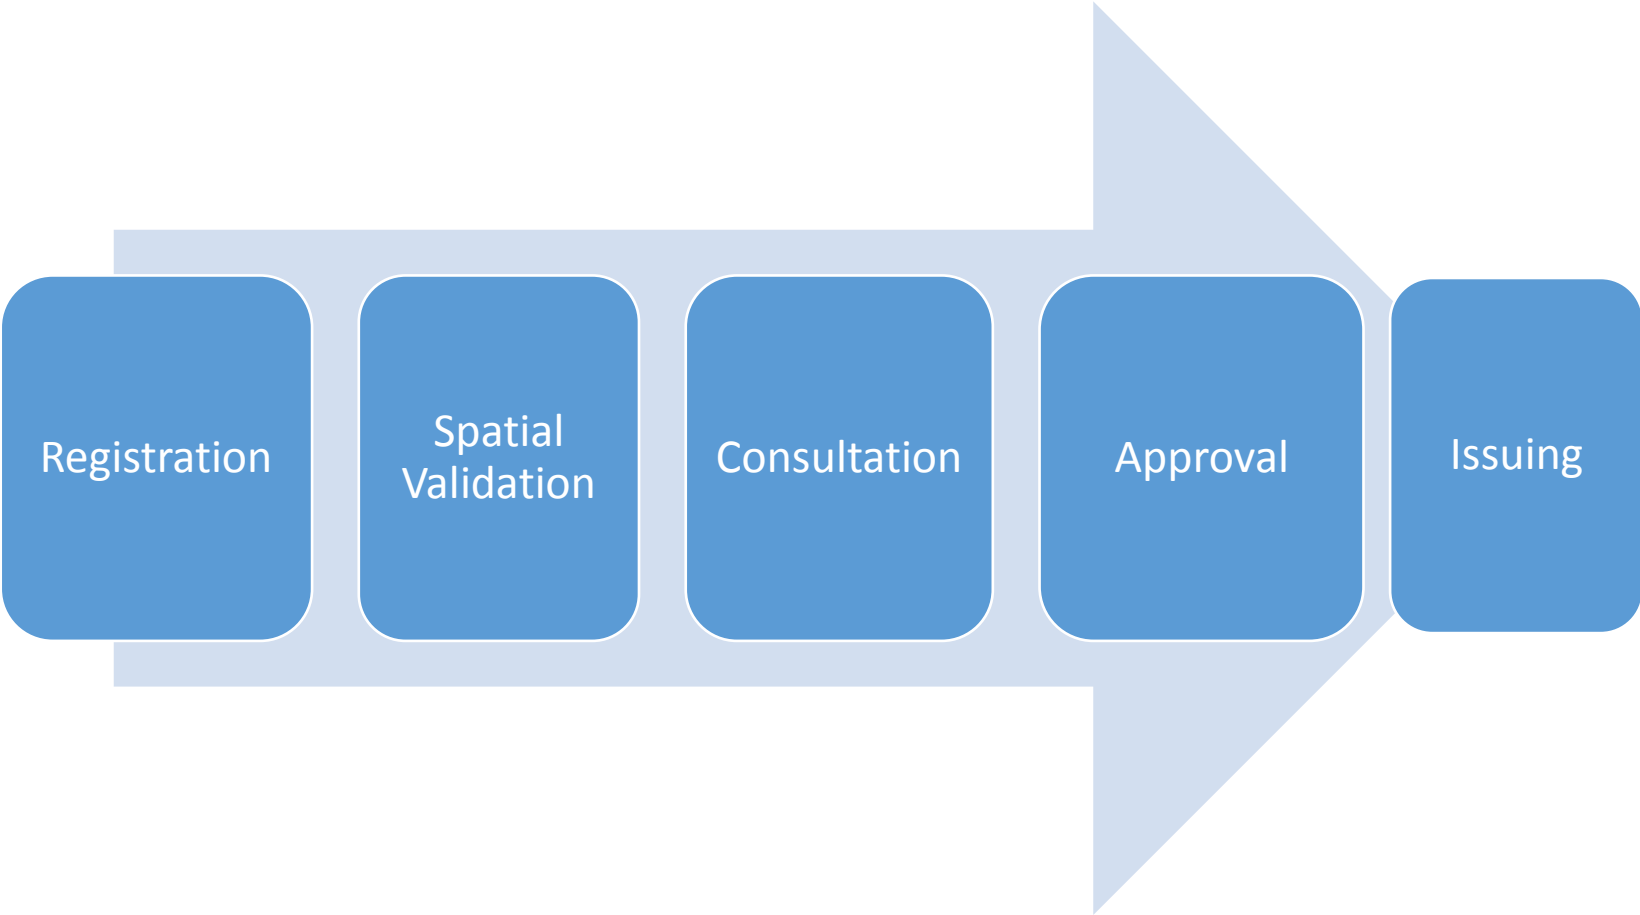 Registration
Spatial
Validation
Consultation
Approval
Issuing